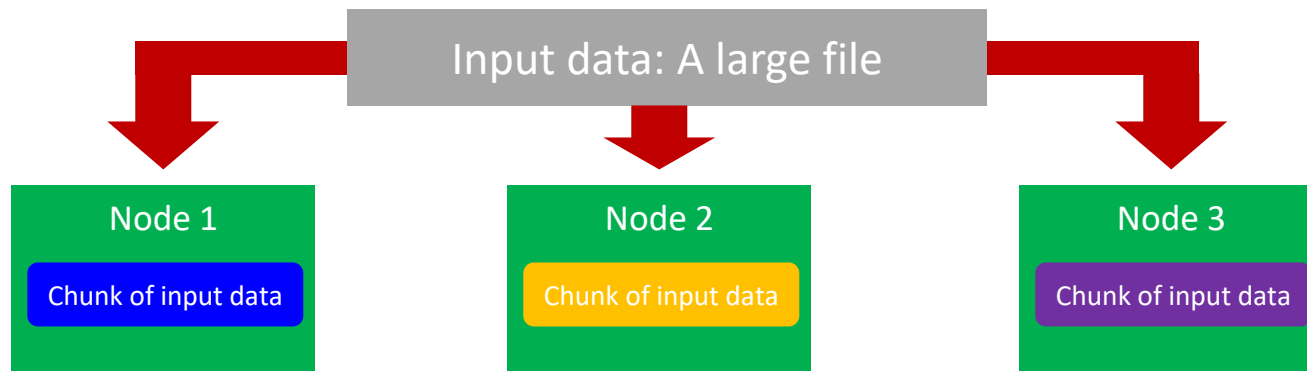 Input data: A large file
Node 1
Node 2
Node 3
Chunk of input data
Chunk of input data
Chunk of input data